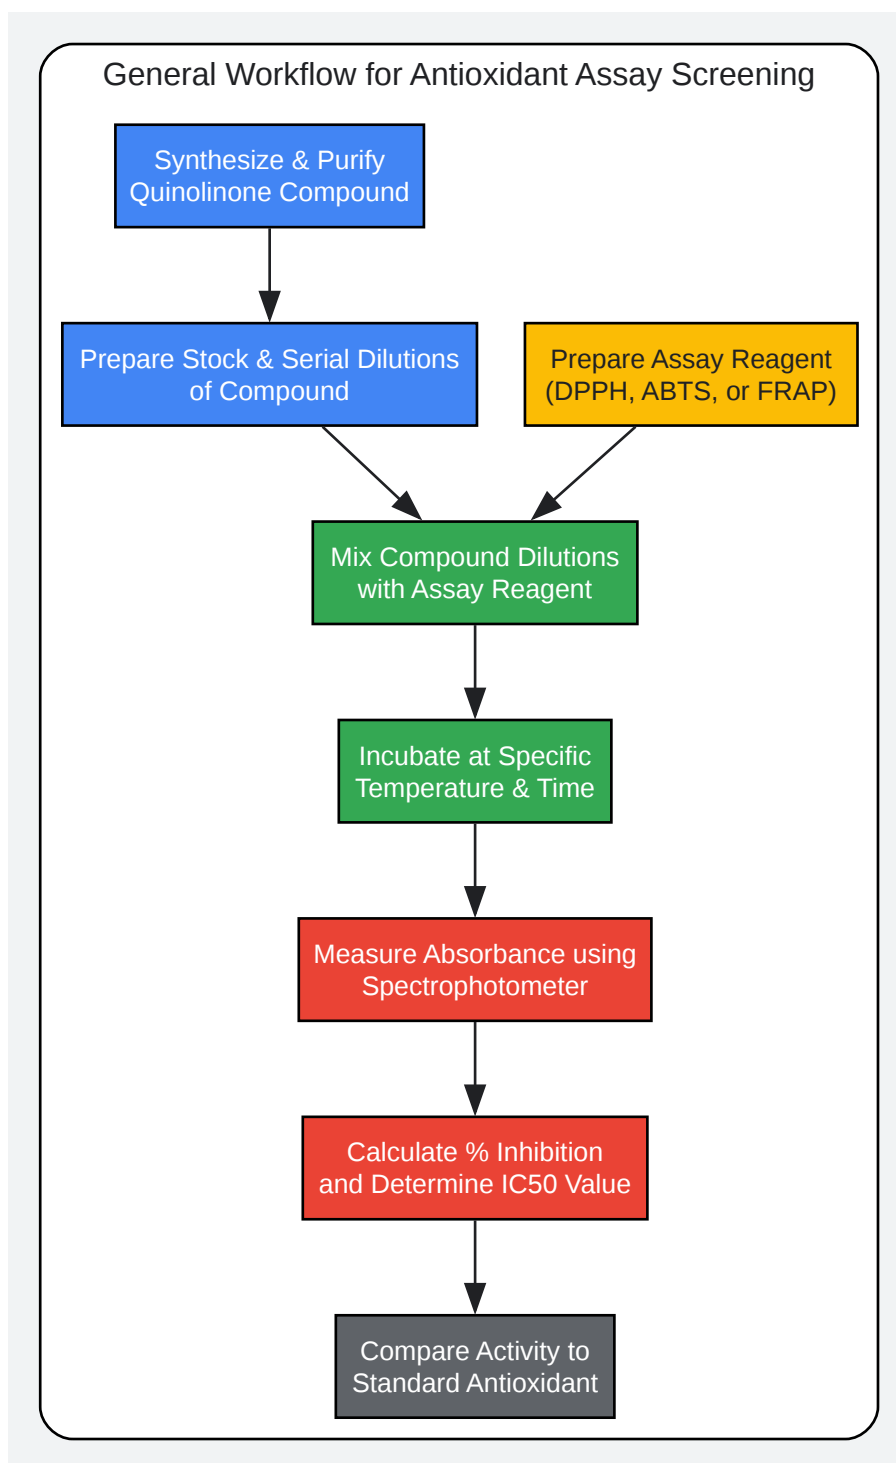 General Workflow for Antioxidant Assay Screening
Synthesize & Purify
Quinolinone Compound
Prepare Stock & Serial Dilutions
of Compound
Prepare Assay Reagent
(DPPH, ABTS, or FRAP)
Mix Compound Dilutions
with Assay Reagent
Incubate at Specific
Temperature & Time
Measure Absorbance using
Spectrophotometer
Calculate % Inhibition
and Determine IC50 Value
Compare Activity to
Standard Antioxidant